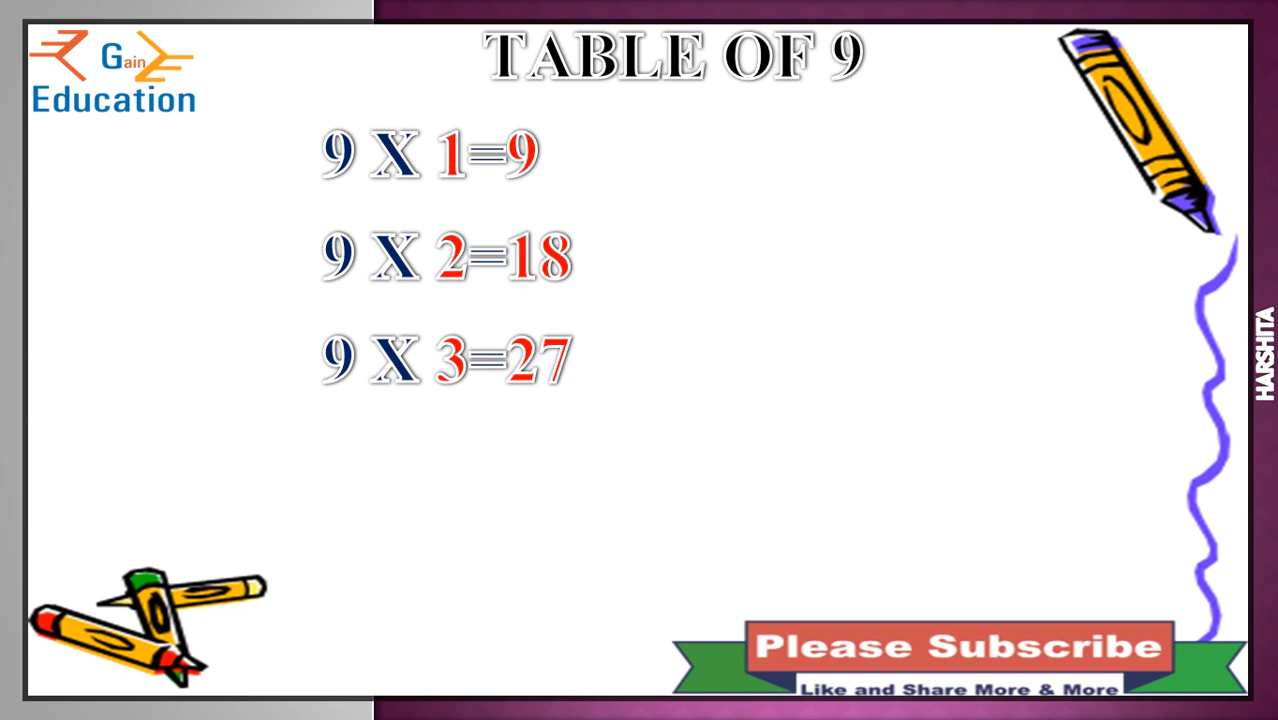 Gain
Education
TABLE OF 9
9 X 1=9
9 X 2=18
9 X 3=27
HARSHITA
Please Subscribe
Like and Share More & More